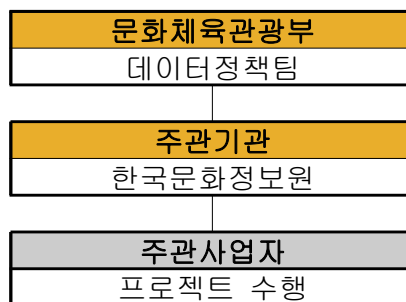 문화체육관광부
데이터정책팀
주관기관
한국문화정보원
주관사업자
프로젝트 수행